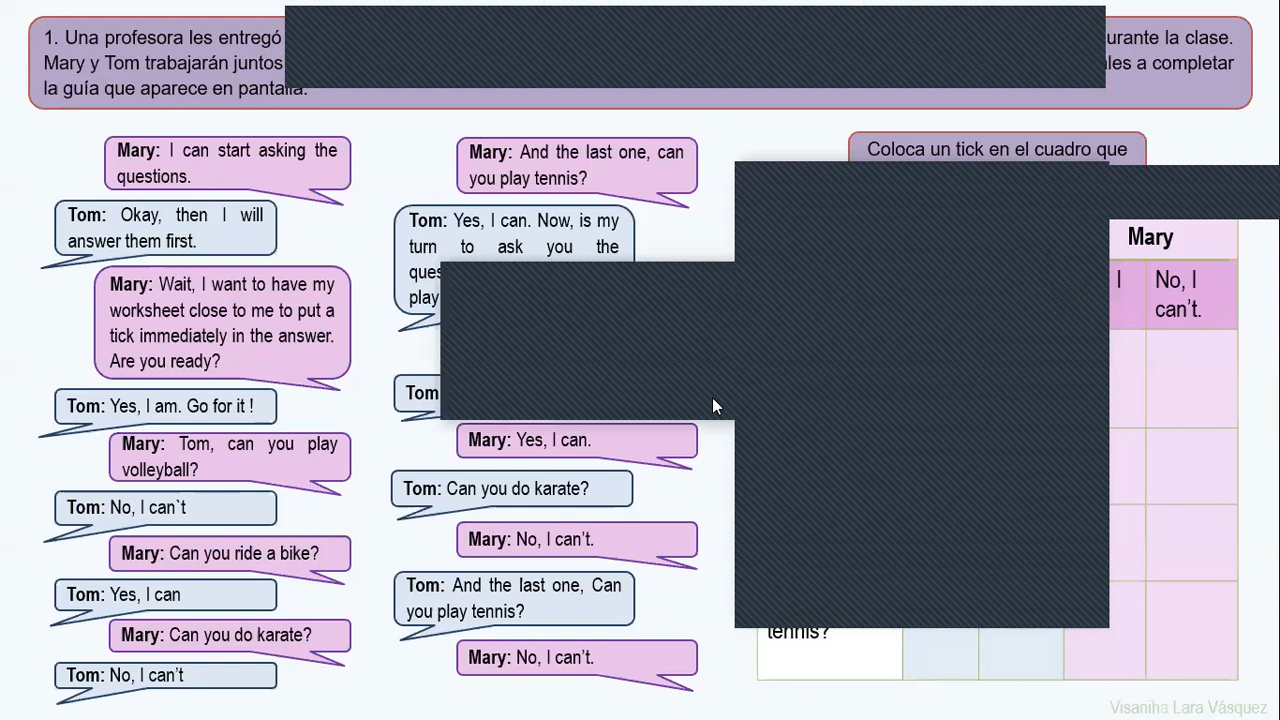 1. Una profesora les entregó
urante la clase.
Mary y Tom trabajarán juntos
les a completar
la guía que aparece en pantalla.
Mary: I can start asking the
questions.
Tom: Okay, then I will
answer them first.
Mary: Wait, I want to have my
worksheet close to me to put a
tick immediately in the answer.
Are you ready?
Tom: Yes, I am. Go for it !
Mary: Tom, can you play
volleyball?
Tom: No, I can`t
Mary: Can you ride a bike?
Tom: Yes, I can
Mary: Can you do karate?
Tom: No, I can’t
Mary: And the last one, can
you play tennis?
Tom: Yes, I can. Now, is my
turn to ask you the
play
Tom
Mary: Yes, I can.
Tom: Can you do karate?
Mary: No, I can’t.
Tom: And the last one, Can
you play tennis?
Mary: No, I can’t.
Coloca un tick en el cuadro que
Mary
I
No, I
can’t.
tennis?
Visaniha Lara Vásquez